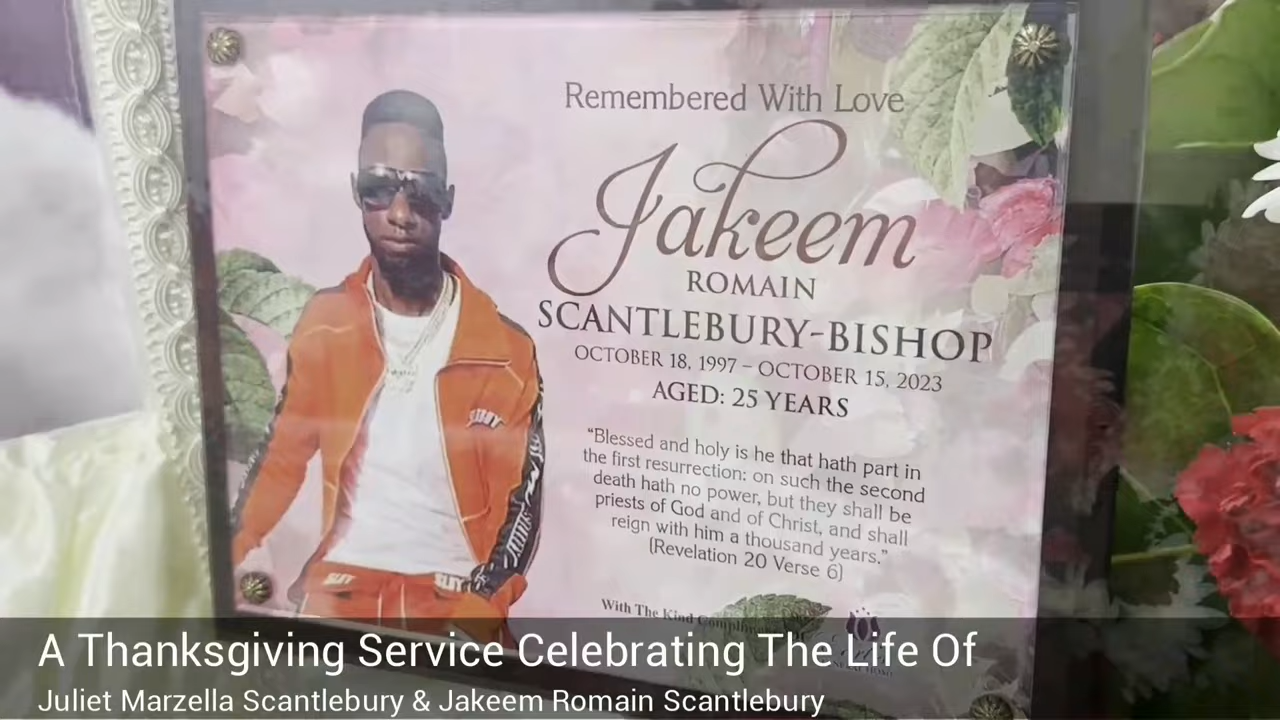 Remembered With Love
Jakeem
ROMAIN
SCANTLEBURY-BISHOP
OCTOBER 18, 1997 – OCTOBER 15, 2023
AGED: 25 YEARS
“Blessed and holy is he that hath part in
the first resurrection: on such the second
death hath no power, but they shall be
priests of God and of Christ, and shall
reign with him a thousand years.”
(Revelation 20 Verse 6)
With The Kind
A Thanksgiving Service Celebrating The Life Of
Juliet Marzella Scantlebury & Jakeem Romain Scantlebury